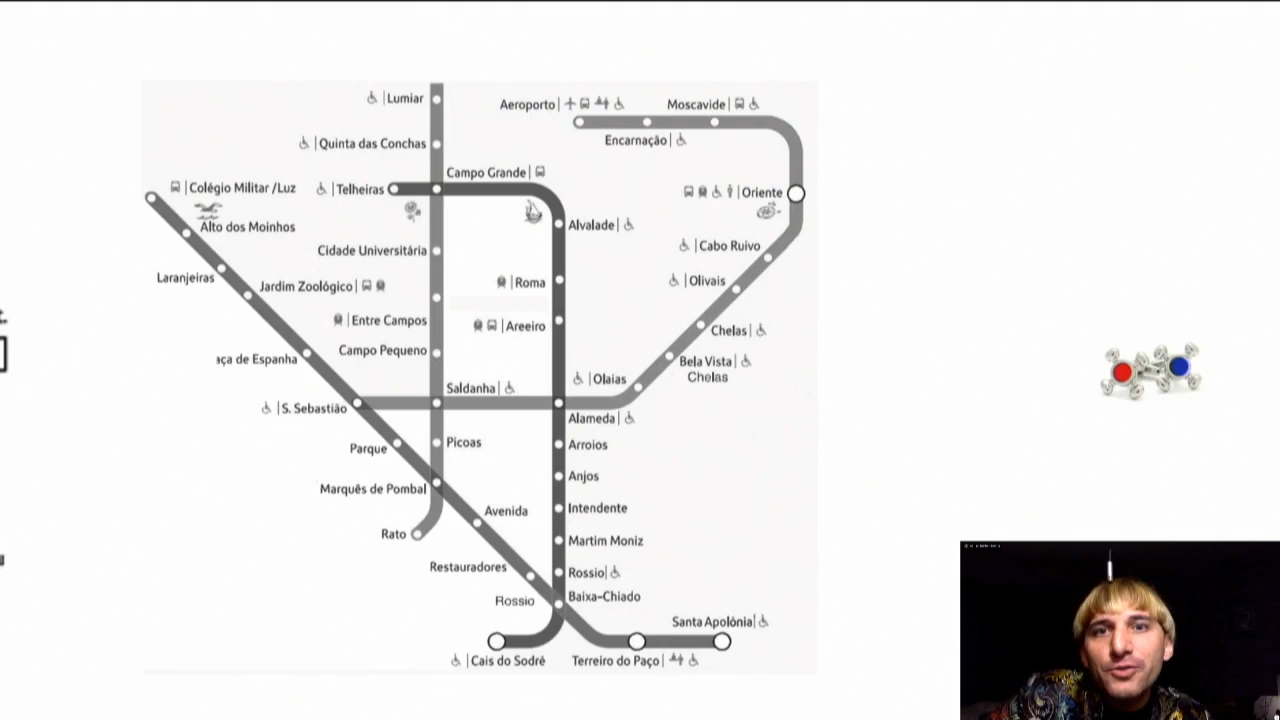 Lumiar
Aeroporto
Moscavide
Quinta das Conchas
Encarnação
Campo Grande
Colégio Militar /Luz
Telheiras
Oriente
Alto dos Moinhos
Alvalade
Cidade Universitária
Cabo Ruivo
Laranjeiras
Jardim Zoológico
Roma
Olivais
Entre Campos
Areeiro
Chelas
aça de Espanha
Campo Pequeno
Bela Vista
Chelas
Olaias
Saldanha
S. Sebastião
Alameda
Parque
Picoas
Arroios
Anjos
Marquês de Pombal
Avenida
Intendente
Rato
Martim Moniz
Restauradores
Rossio
Rossio
Baixa-Chiado
Santa Apolónia
Cais do Sodré
Terreiro do Paço